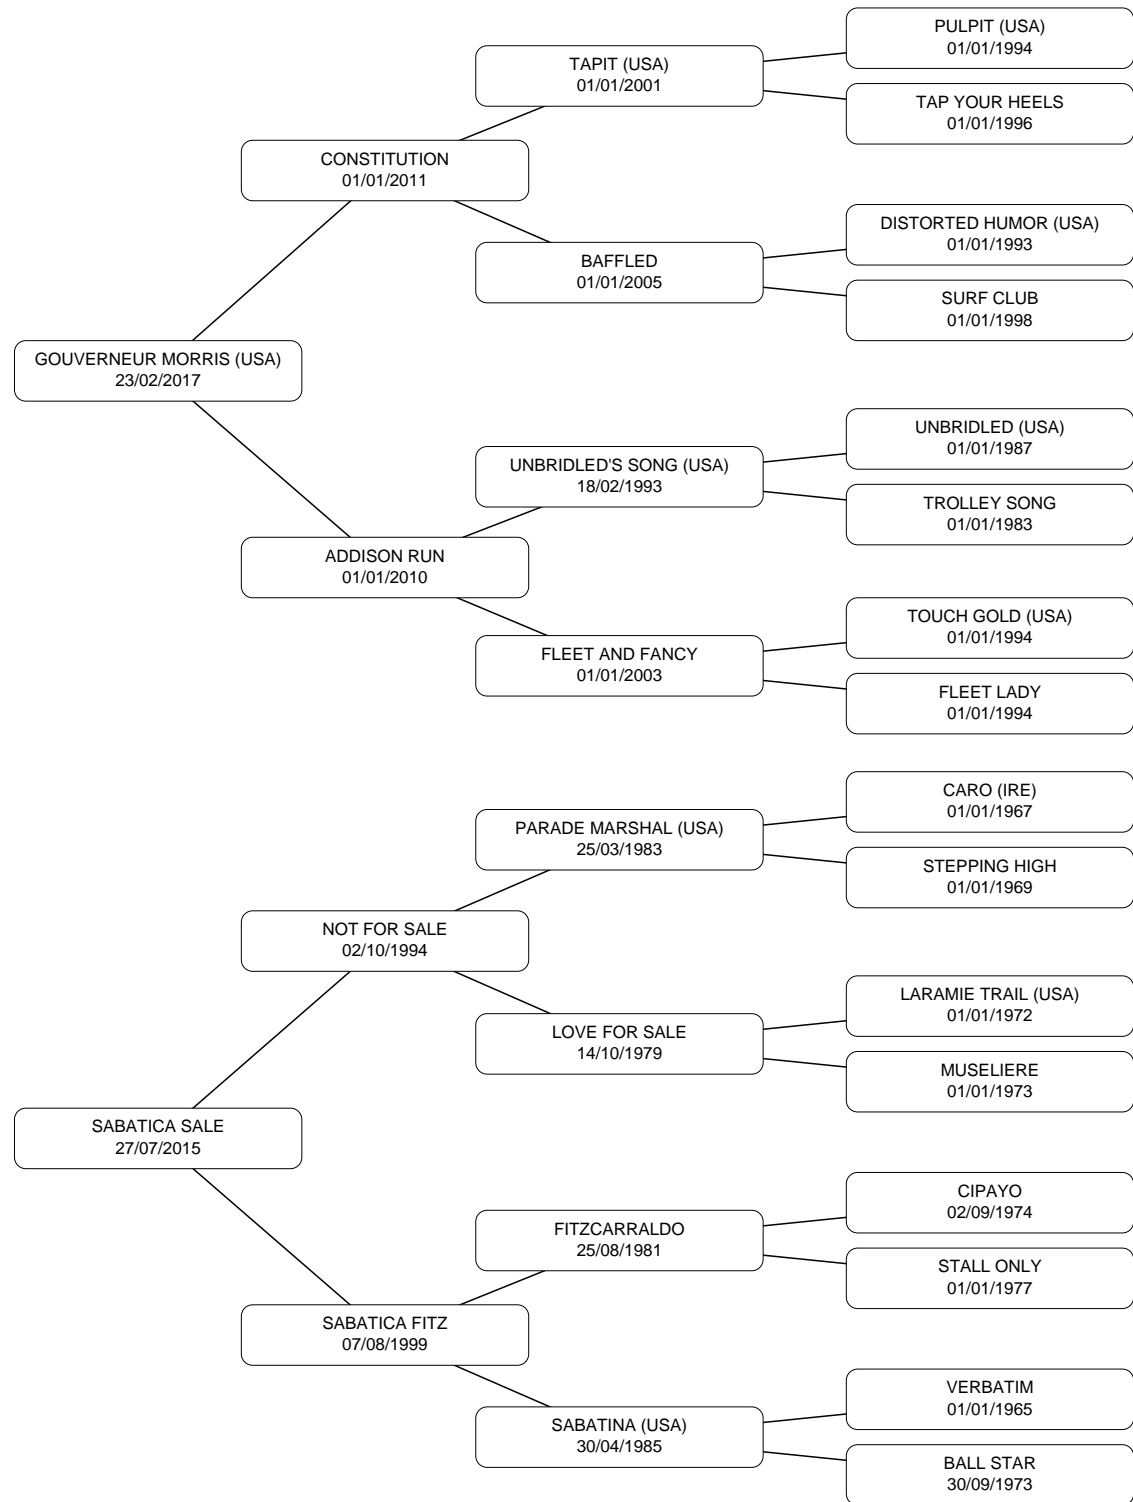 PULPIT (USA)
01/01/1994
TAPIT (USA)
01/01/2001
TAP YOUR HEELS
01/01/1996
CONSTITUTION
01/01/2011
DISTORTED HUMOR (USA)
01/01/1993
BAFFLED
01/01/2005
SURF CLUB
01/01/1998
GOUVERNEUR MORRIS (USA)
23/02/2017
UNBRIDLED (USA)
01/01/1987
UNBRIDLED'S SONG (USA)
18/02/1993
TROLLEY SONG
01/01/1983
ADDISON RUN
01/01/2010
TOUCH GOLD (USA)
01/01/1994
FLEET AND FANCY
01/01/2003
FLEET LADY
01/01/1994
CARO (IRE)
01/01/1967
PARADE MARSHAL (USA)
25/03/1983
STEPPING HIGH
01/01/1969
NOT FOR SALE
02/10/1994
LARAMIE TRAIL (USA)
01/01/1972
LOVE FOR SALE
14/10/1979
MUSELIERE
01/01/1973
SABATICA SALE
27/07/2015
CIPAYO
02/09/1974
FITZCARRALDO
25/08/1981
STALL ONLY
01/01/1977
SABATICA FITZ
07/08/1999
VERBATIM
01/01/1965
SABATINA (USA)
30/04/1985
BALL STAR
30/09/1973